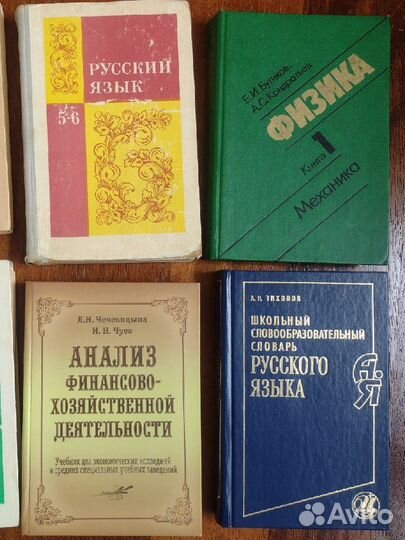 РУССКИЙ
ЯЗЫК
5-6
Е.И.Бутиков
А.С.Кондратьев
ФИЗИКА
Книга 1
Механика
Л.Н. Чечевицына
И.Н. Чуев
АНАЛИЗ
ФИНАНСОВО-
ХОЗЯЙСТВЕННОЙ
ДЕЯТЕЛЬНОСТИ
Учебник для экономических колледжей
и средних специальных учебных заведений
А.Н. ТИХОНОВ
ШКОЛЬНЫЙ
СЛОВООБРАЗОВАТЕЛЬНЫЙ
СЛОВАРЬ
РУССКОГО
ЯЗЫКА
А-Я
Avito